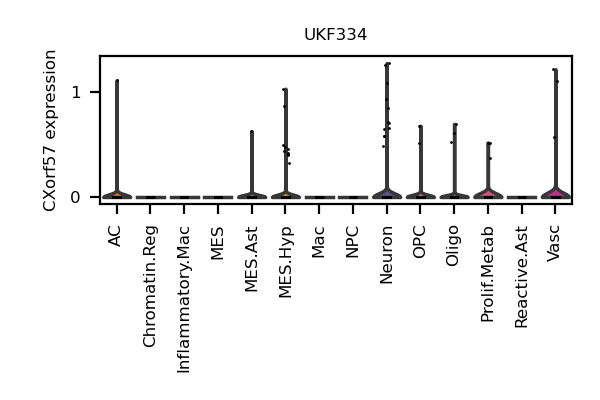 UKF334
CXorf57 expression
1
0
AC
Chromatin.Reg
Inflammatory.Mac
MES
MES.Ast
MES.Hyp
Mac
NPC
Neuron
OPC
Oligo
Prolif.Metab
Reactive.Ast
Vasc